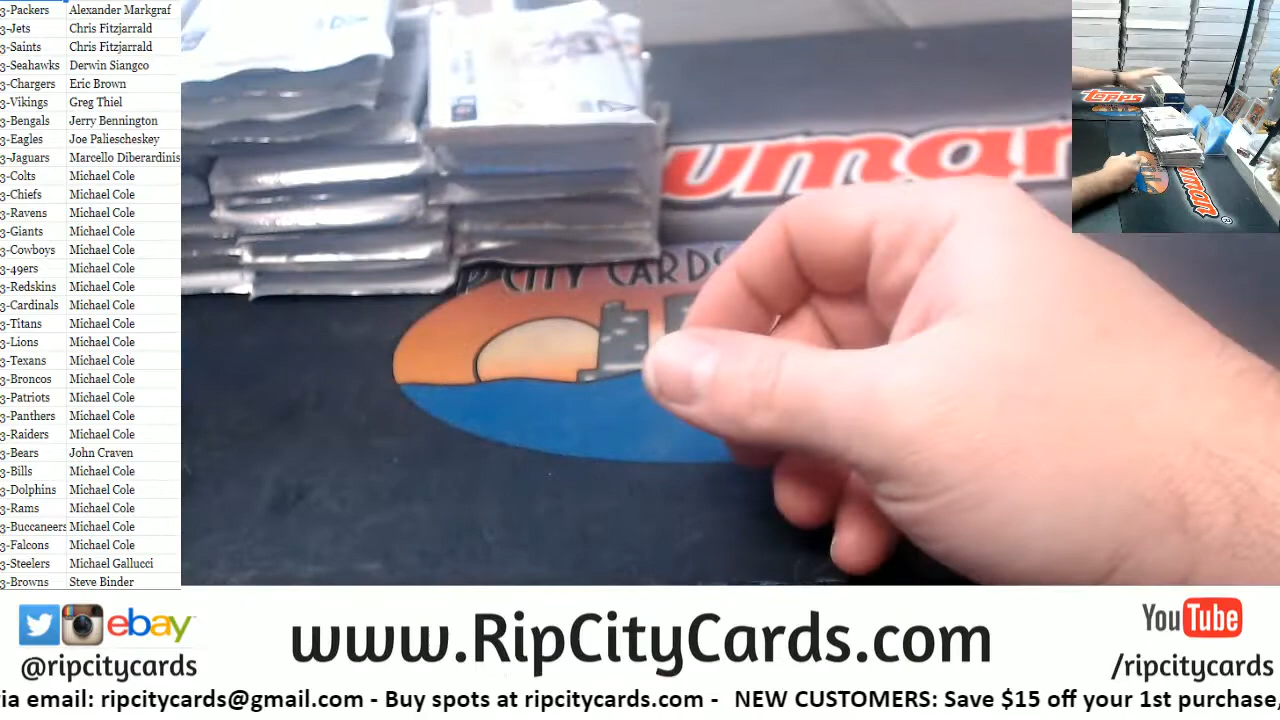 3-Packers Alexander Markgraf
3-Jets Chris Fitzjarrald
3-Saints Chris Fitzjarrald
3-Seahawks Derwin Siangco
3-Chargers Eric Brown
3-Vikings Greg Thiel
3-Bengals Jerry Bennington
3-Eagles Joe Paliescheskey
3-Jaguars Marcello Diberardinis
3-Colts Michael Cole
3-Chiefs Michael Cole
3-Ravens Michael Cole
3-Giants Michael Cole
3-Cowboys Michael Cole
3-49ers Michael Cole
3-Redskins Michael Cole
3-Cardinals Michael Cole
3-Titans Michael Cole
3-Lions Michael Cole
3-Texans Michael Cole
3-Broncos Michael Cole
3-Patriots Michael Cole
3-Panthers Michael Cole
3-Raiders Michael Cole
3-Bears John Craven
3-Bills Michael Cole
3-Dolphins Michael Cole
3-Rams Michael Cole
3-Buccaneers Michael Cole
3-Falcons Michael Cole
3-Steelers Michael Gallucci
3-Browns Steve Binder
uman
P CITY CARDS
Topps
uman
ebay
@ripcitycards
www.RipCityCards.com
YouTube
/ripcitycards
ia email: ripcitycards@gmail.com - Buy spots at ripcitycards.com - NEW CUSTOMERS: Save $15 off your 1st purchase,